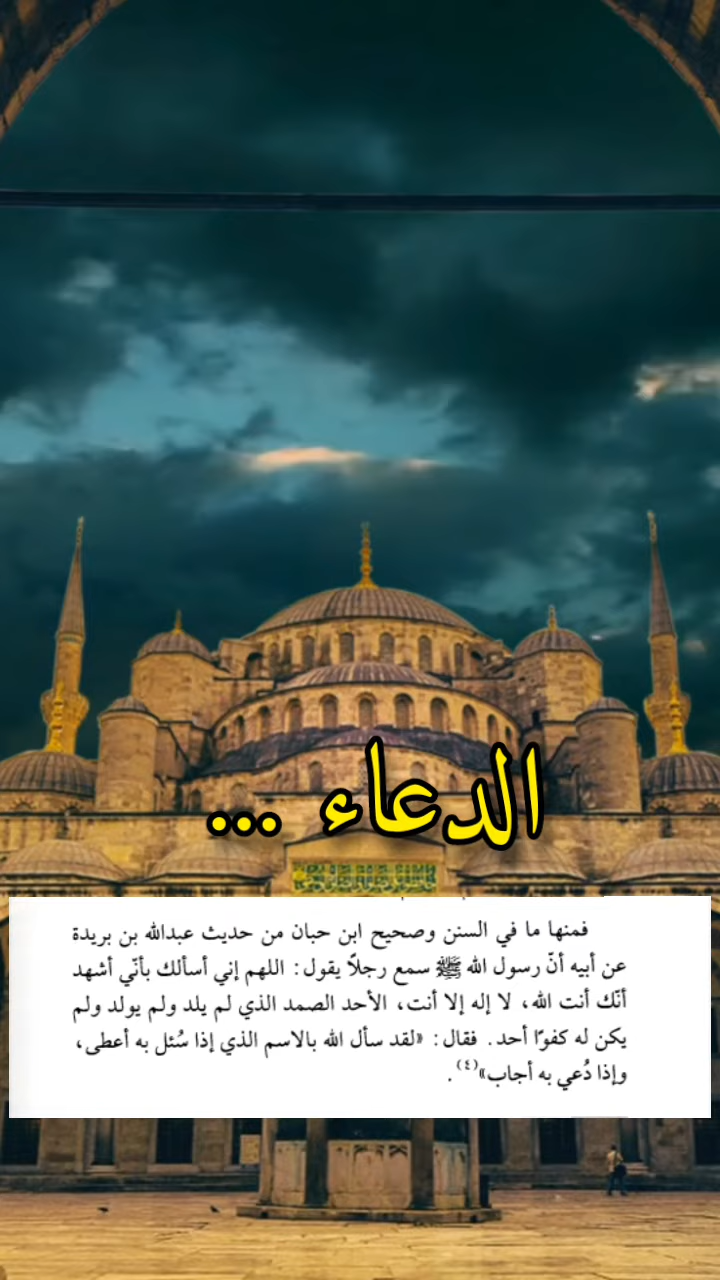 الدعاء ...
فمنها ما في السنن وصحيح ابن حبان من حديث عبدالله بن بريدة
عن أبيه أنّ رسول الله ﷺ سمع رجلاً يقول: اللهم إني أسألك بأنّي أشهد
أنّك أنت الله، لا إله إلا أنت، الأحد الصمد الذي لم يلد ولم يولد ولم
يكن له كفوًا أحد. فقال: «لقد سأل الله بالاسم الذي إذا سُئل به أعطى،
وإذا دُعي به أجاب»(٤).